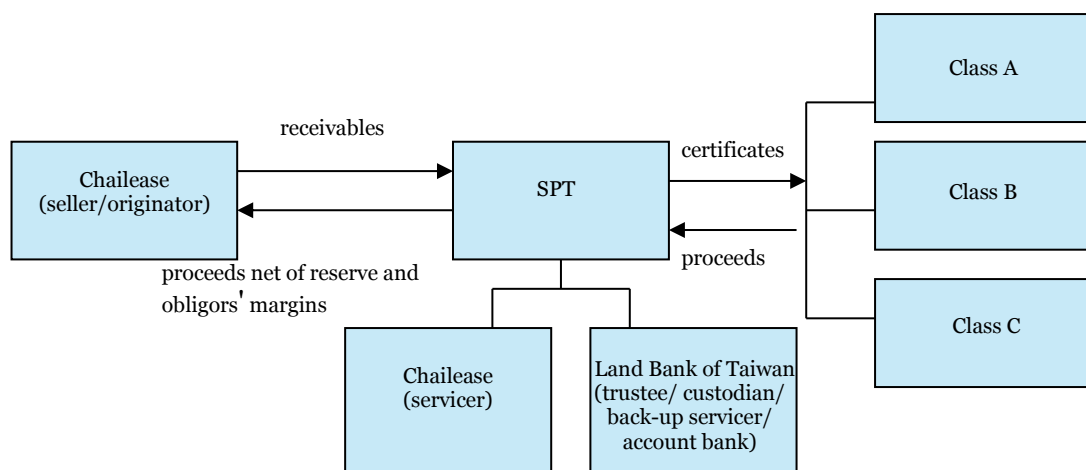 Class A
receivables
certificates
Chailease
(seller/originator)
SPT
Class B
proceeds
proceeds net of reserve and
obligors' margins
Class C
Chailease
(servicer)
Land Bank of Taiwan
(trustee/ custodian/
back-up servicer/
account bank)